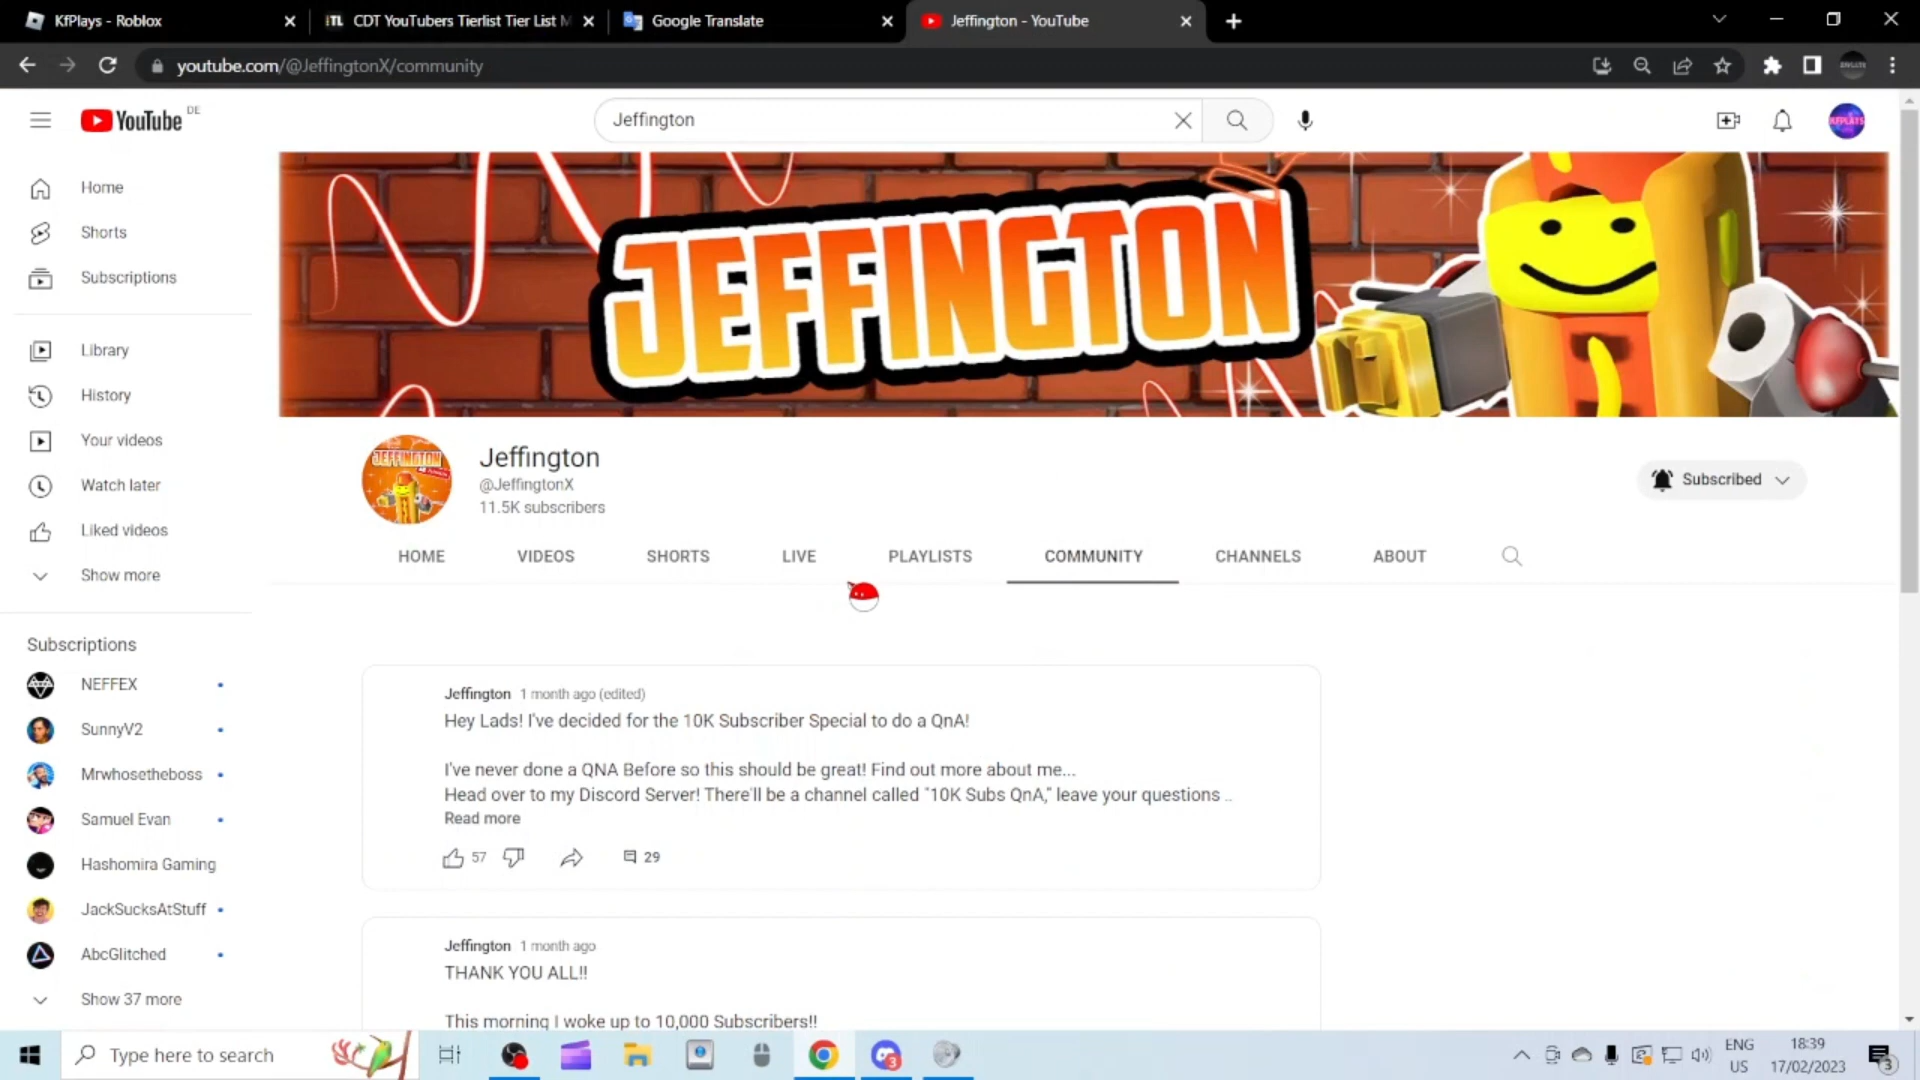 KfPlays - Roblox
TL CDT YouTubers Tierlist Tier List M
Google Translate
Jeffington - YouTube
youtube.com/@JeffingtonX/community
YouTube DE
Jeffington
KFPLAYS
Home
Shorts
Subscriptions
Library
History
Your videos
Watch later
Liked videos
Show more
Subscriptions
NEFFEX
SunnyV2
Mrwhosetheboss
Samuel Evan
Hashomira Gaming
JackSucksAtStuff
AbcGlitched
Show 37 more
JEFFINGTON
JEFFINGTON
Jeffington
@JeffingtonX
11.5K subscribers
Subscribed
HOME
VIDEOS
SHORTS
LIVE
PLAYLISTS
COMMUNITY
CHANNELS
ABOUT
Jeffington 1 month ago (edited)
Hey Lads! I've decided for the 10K Subscriber Special to do a QnA!
I've never done a QNA Before so this should be great! Find out more about me...
Head over to my Discord Server! There'll be a channel called "10K Subs QnA," leave your questions ..
Read more
57
29
Jeffington 1 month ago
THANK YOU ALL!!
This morning I woke up to 10,000 Subscribers!!
Type here to search
3
ENG
US
18:39
17/02/2023
3